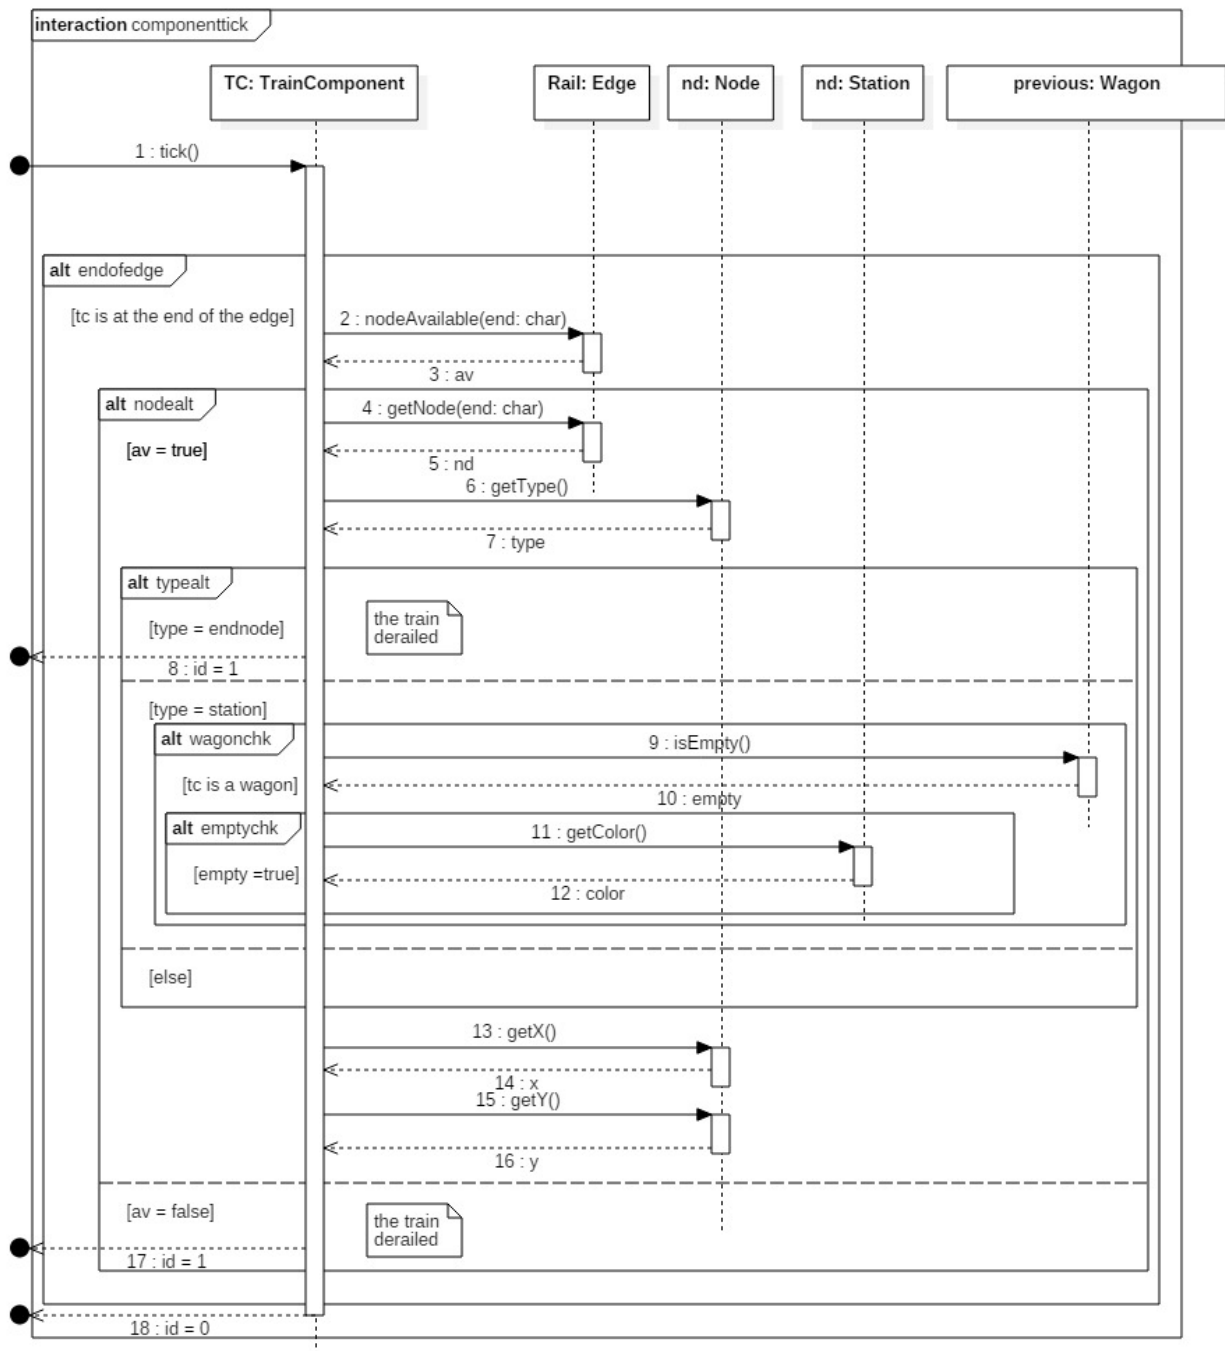 interaction componenttick
TC: TrainComponent
Rail: Edge
nd: Node
nd: Station
previous: Wagon
1 : tick()
alt endofedge
[tc is at the end of the edge]
2 : nodeAvailable(end: char)
3 : av
alt nodealt
4 : getNode(end: char)
[av = true]
5 : nd
6 : getType()
7 : type
alt typealt
the train
derailed
[type = endnode]
8 : id = 1
[type = station]
alt wagonchk
9 : isEmpty()
[tc is a wagon]
10 : empty
alt emptychk
11 : getColor()
[empty =true]
12 : color
[else]
13 : getX()
14 : x
15 : getY()
16 : y
[av = false]
the train
derailed
17 : id = 1
18 : id = 0